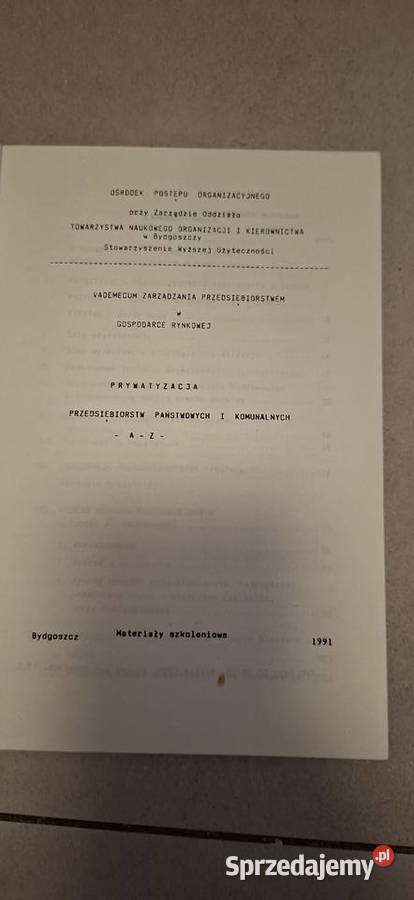 OŚRODEK POSTĘPU ORGANIZACYJNEGO
przy Zarządzie Oddziału
TOWARZYSTWA NAUKOWEGO ORGANIZACJI I KIEROWNICTWA
w Bydgoszczy
Stowarzyszenie Wyższej Użyteczności
VADEMECUM ZARZĄDZANIA PRZEDSIĘBIORSTWEM
w
GOSPODARCE RYNKOWEJ
PRYWATYZACJA
PRZEDSIĘBIORSTW PAŃSTWOWYCH I KOMUNALNYCH
- A - Z -
Bydgoszcz Materiały szkoleniowe 1991
Sprzedajemy.pl